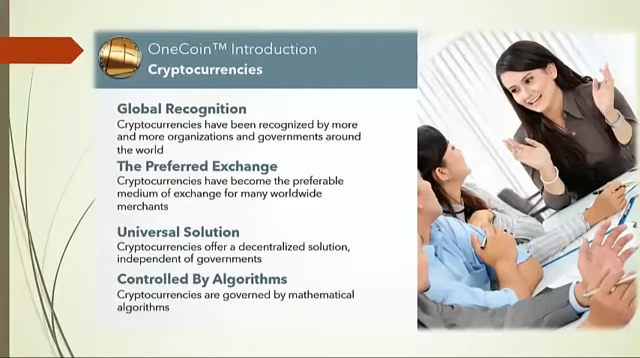 OneCoin™ Introduction
Cryptocurrencies
Global Recognition
Cryptocurrencies have been recognized by more
and more organizations and governments around
the world
The Preferred Exchange
Cryptocurrencies have become the preferable
medium of exchange for many worldwide
merchants
Universal Solution
Cryptocurrencies offer a decentralized solution,
independent of governments
Controlled By Algorithms
Cryptocurrencies are governed by mathematical
algorithms